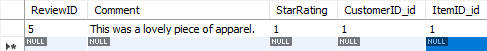 ReviewID Comment StarRating CustomerID_id ItemID_id
5 This was a lovely piece of apparel. 1 1 1
NULL NULL NULL NULL NULL